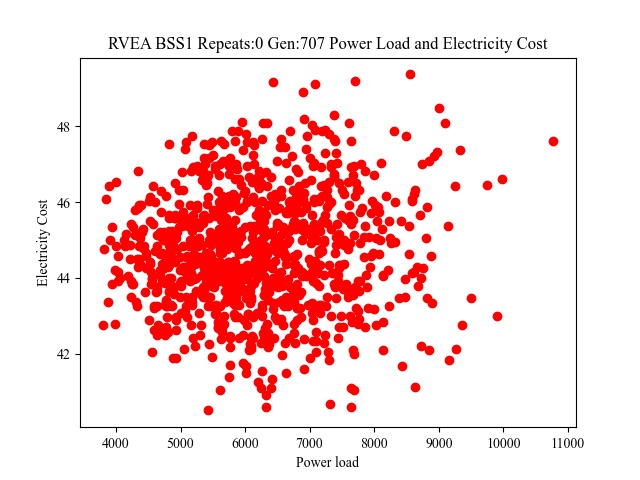 RVEA BSS1 Repeats:0 Gen:707 Power Load and Electricity Cost
48
46
44
42
Electricity Cost
4000 5000 6000 7000 8000 9000 10000 11000
Power load